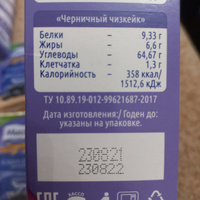 «Черничный чизкейк»
Белки — 9,33 г
Жиры — 6,6 г
Углеводы — 64,67 г
Клетчатка — 1,3 г
Калорийность — 358 ккал/
1512,6 кДж
ТУ 10.89.19-012-99621687-2017
Дата изготовления:/ Годен до:
указаны на упаковке.
230821
230822